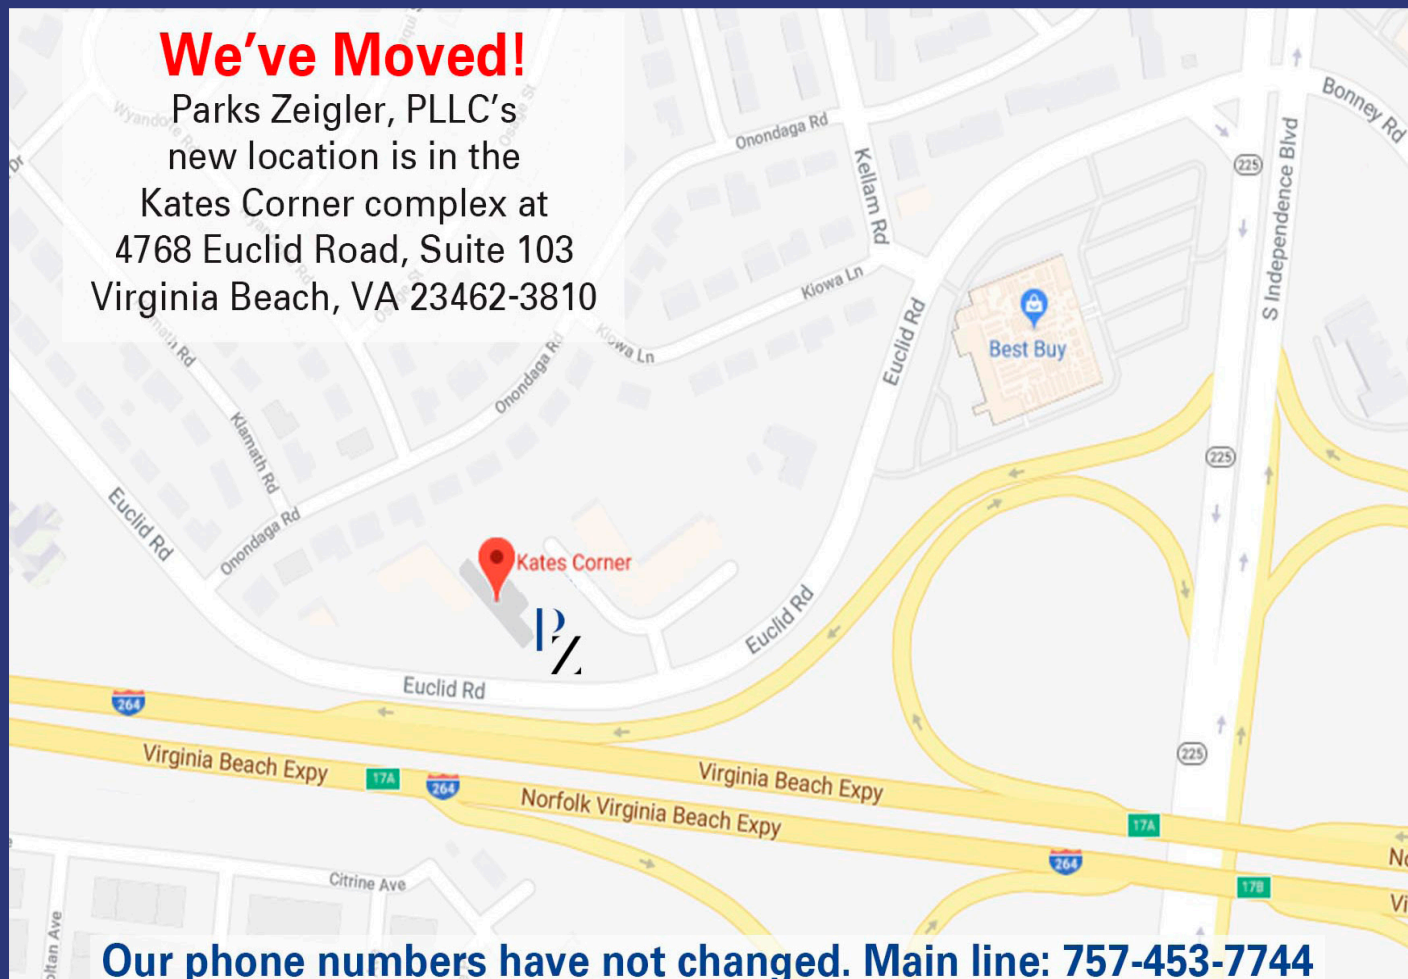 We've Moved!
Parks Zeigler, PLLC's
new location is in the
Kates Corner complex at
4768 Euclid Road, Suite 103
Virginia Beach, VA 23462-3810
Onondaga Rd
Kellam Rd
Bonney Rd
225
S Independence Blvd
Dr
Kiowa Ln
Kiowa Ln
Euclid Rd
Best Buy
Onondaga Rd
Klamath Rd
225
Euclid Rd
Onondaga Rd
Kates Corner
PZ
Euclid Rd
Euclid Rd
264
225
Virginia Beach Expy
17A
264
Virginia Beach Expy
Norfolk Virginia Beach Expy
17A
264
17B
Citrine Ave
Our phone numbers have not changed. Main line: 757-453-7744